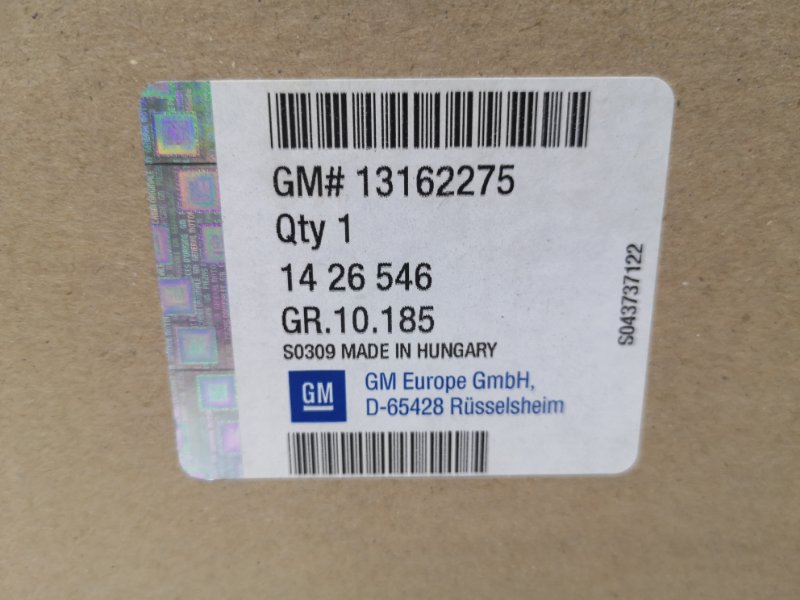 GM# 13162275
Qty 1
14 26 546
GR.10.185
S0309 MADE IN HUNGARY
GM
GM Europe GmbH,
D-65428 Rüsselsheim
S043737122